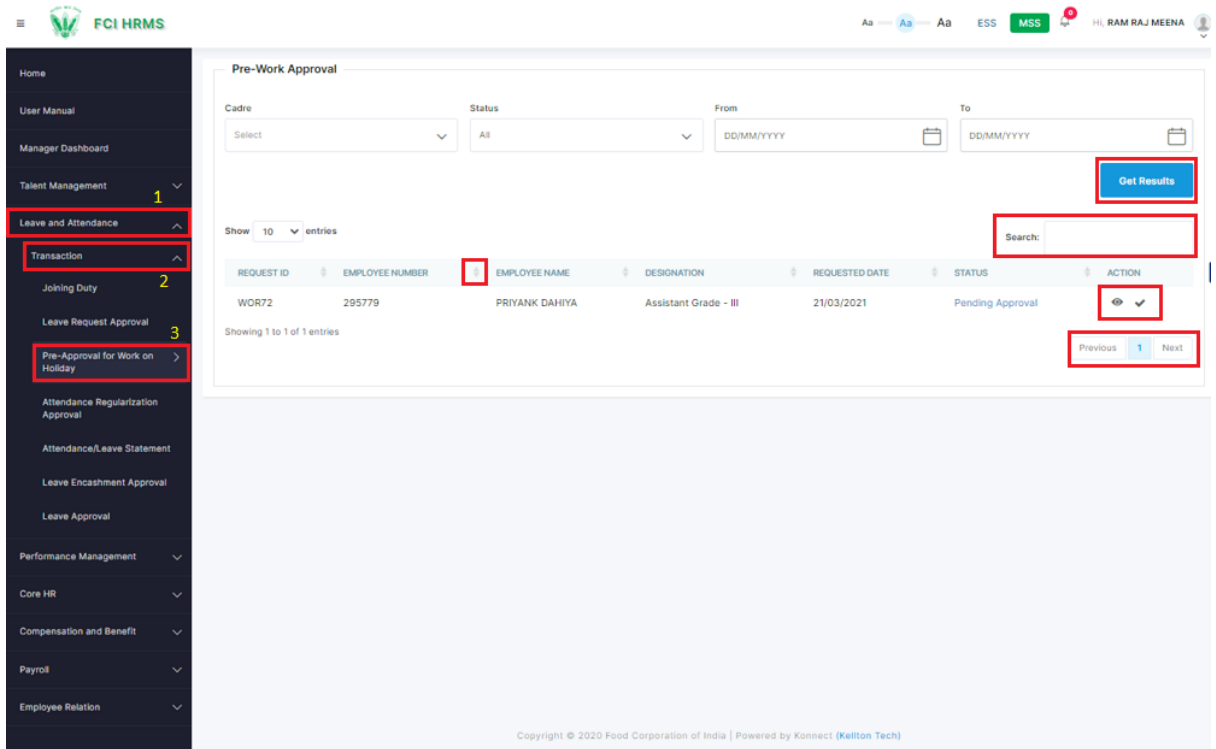 FCI HRMS
Aa Aa Aa ESS MSS 0 Hi, RAM RAJ MEENA
Home
User Manual
Manager Dashboard
Talent Management
1
Leave and Attendance
Transaction
2
Joining Duty
Leave Request Approval
3
Pre-Approval for Work on
Holiday
Attendance Regularization
Approval
Attendance/Leave Statement
Leave Encashment Approval
Leave Approval
Performance Management
Core HR
Compensation and Benefit
Payroll
Employee Relation
Pre-Work Approval
Cadre Status From To
Select All DD/MM/YYYY DD/MM/YYYY
Get Results
Show 10 entries Search:
REQUEST ID EMPLOYEE NUMBER EMPLOYEE NAME DESIGNATION REQUESTED DATE STATUS ACTION
WOR72 295779 PRIYANK DAHIYA Assistant Grade - III 21/03/2021 Pending Approval
Showing 1 to 1 of 1 entries
Previous 1 Next
Copyright © 2020 Food Corporation of India | Powered by Konnect (Kellton Tech)